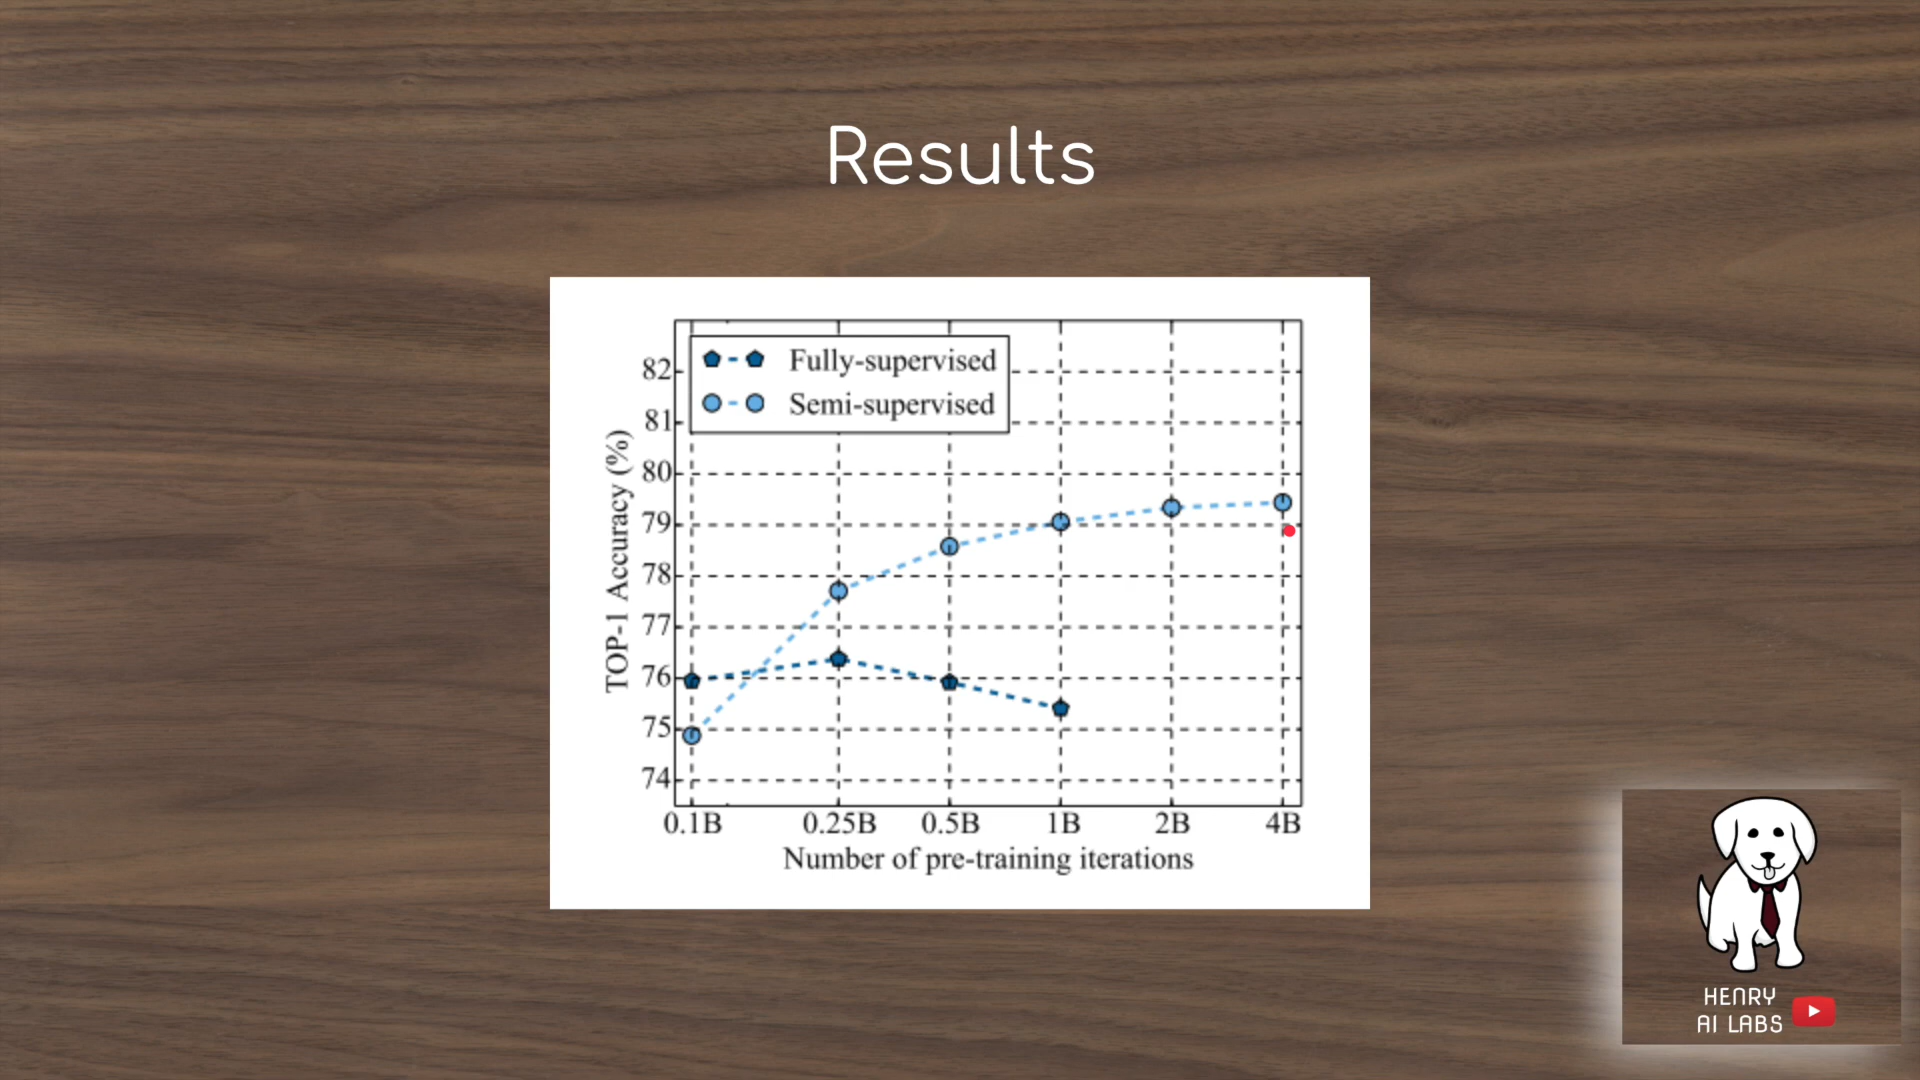 Results
Fully-supervised
Semi-supervised
82
81
80
79
78
77
76
75
74
TOP-1 Accuracy (%)
0.1B 0.25B 0.5B 1B 2B 4B
Number of pre-training iterations
HENRY
AI LABS